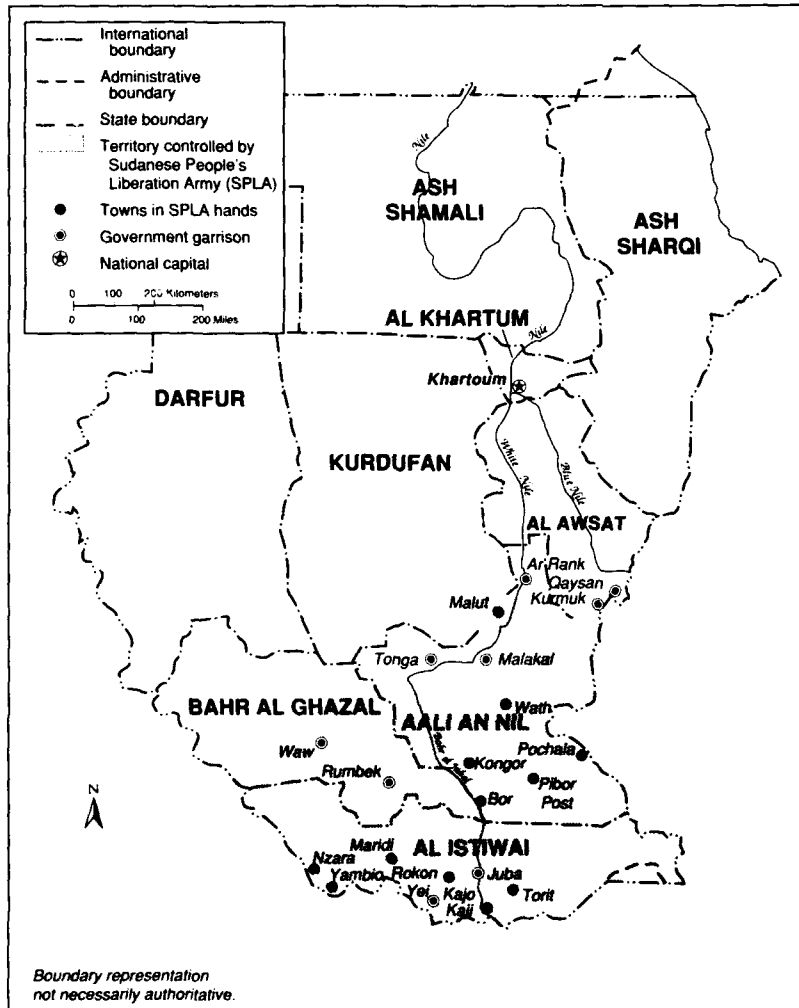 International
boundary
Administrative
boundary
State boundary
Territory controlled by
Sudanese People's
Liberation Army (SPLA)
Towns in SPLA hands
Government garrison
National capital
0 100 200 Kilometers
0 100 200 Miles
Nile
ASH
SHAMALI
ASH
SHARQI
AL KHARTUM
Nile
Khartoum
DARFUR
KURDUFAN
White Nile
Blue Nile
AL AWSAT
Ar Rank
Qaysan
Kurmuk
Malut
Tonga
Malakal
BAHR AL GHAZAL
Wath
AALI AN NIL
Waw
Pochala
Kongor
Rumbek
Pibor
Post
Bor
N
AL ISTIWAI
Maridi
Nzara
Rokon
Juba
Yambio
Yei
Kajo
Kaji
Torit
Boundary representation
not necessarily authoritative.